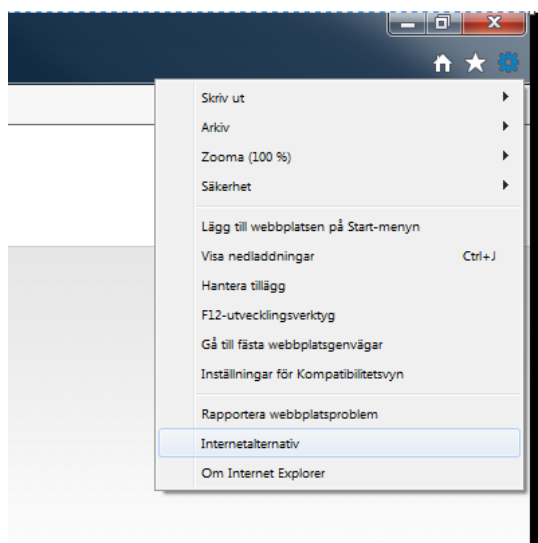 Skriv ut
Arkiv
Zooma (100 %)
Säkerhet
Lägg till webbplatsen på Start-menyn
Visa nedladdningar Ctrl+J
Hantera tillägg
F12-utvecklingsverktyg
Gå till fästa webbplatsgenvägar
Inställningar för Kompatibilitetsvyn
Rapportera webbplatsproblem
Internetalternativ
Om Internet Explorer